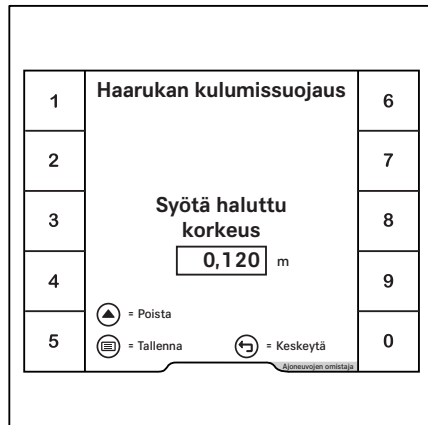 Haarukan kulumissuojaus
1
2
3
4
5
6
7
8
9
0
Syötä haluttu
korkeus
0,120 m
= Poista
= Tallenna
= Keskeytä
Ajoneuvojen omistaja